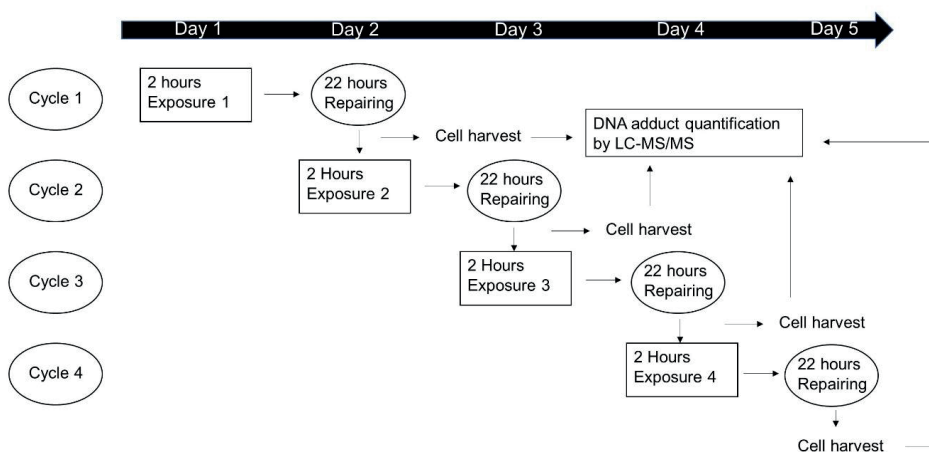 Day 1 Day 2 Day 3 Day 4 Day 5
Cycle 1
2 hours
Exposure 1
22 hours
Repairing
Cell harvest
DNA adduct quantification
by LC-MS/MS
Cycle 2
2 Hours
Exposure 2
22 hours
Repairing
Cell harvest
Cycle 3
2 Hours
Exposure 3
22 hours
Repairing
Cell harvest
Cycle 4
2 Hours
Exposure 4
22 hours
Repairing
Cell harvest